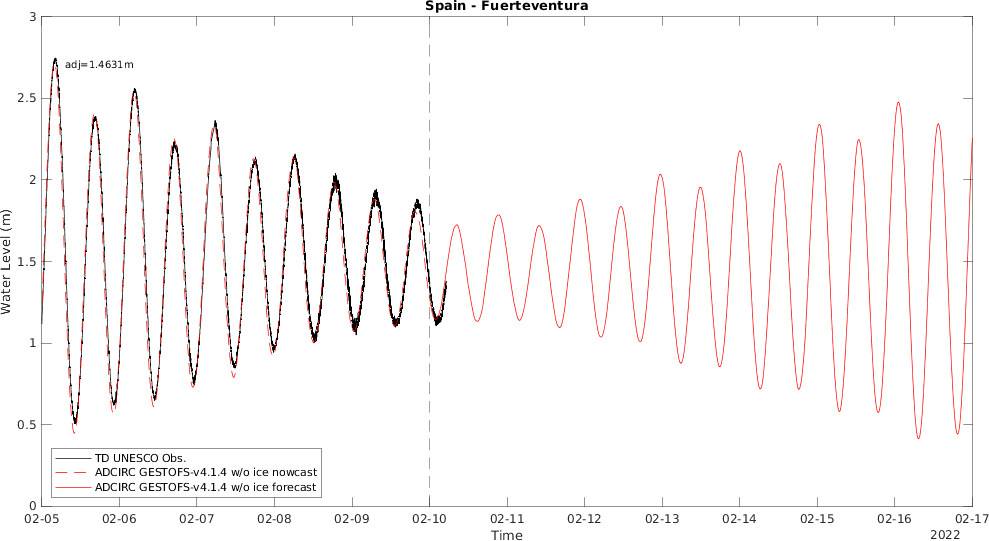 Spain - Fuerteventura
adj=1.4631m
Water Level (m)
3
2.5
2
1.5
1
0.5
0
TD UNESCO Obs.
ADCIRC GESTOFS-v4.1.4 w/o ice nowcast
ADCIRC GESTOFS-v4.1.4 w/o ice forecast
02-05 02-06 02-07 02-08 02-09 02-10 02-11 02-12 02-13 02-14 02-15 02-16 02-17
Time
2022